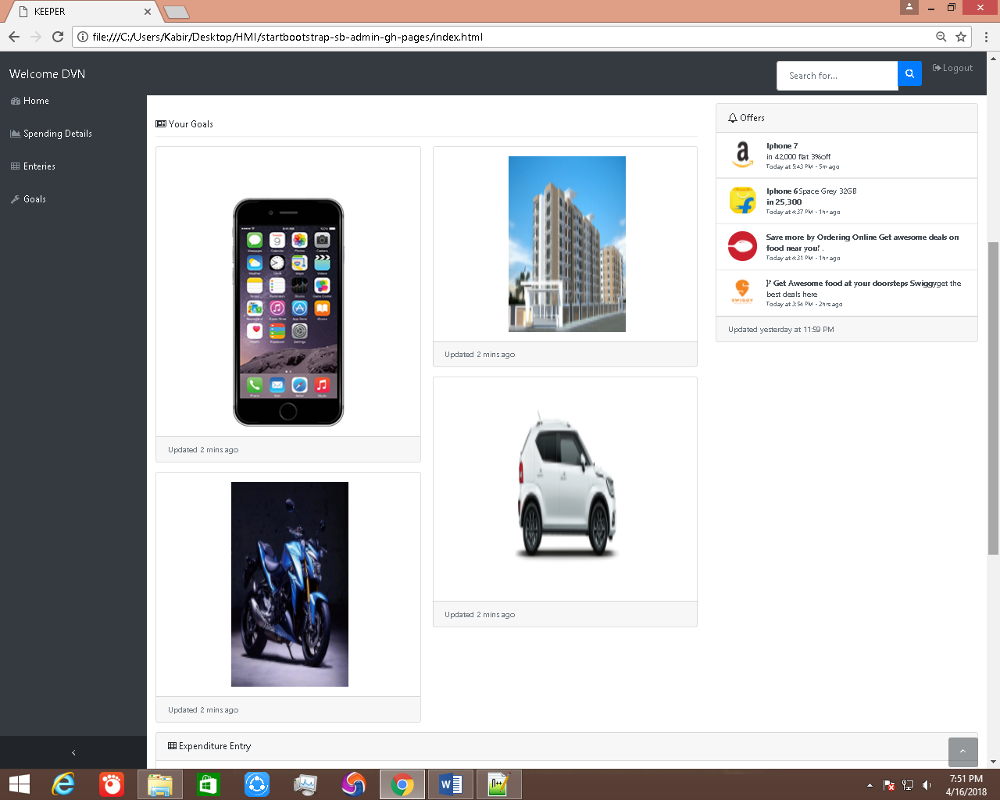 KEEPER
file:///C:/Users/Kabir/Desktop/HMI/startbootstrap-sb-admin-gh-pages/index.html
Welcome DVN
Search for...
Logout
Home
Spending Details
Enteries
Goals
Your Goals
Updated 2 mins ago
Updated 2 mins ago
Updated 2 mins ago
Updated 2 mins ago
Offers
Iphone 7
in 42,000 flat 3%off
Today at 5:43 PM - 5m ago
Iphone 6Space Grey 32GB
in 25,300
Today at 4:37 PM - 1hr ago
Save more by Ordering Online Get awesome deals on
food near you! .
Today at 4:31 PM - 1hr ago
Get Awesome food at your doorsteps Swiggyget the
best deals here
Today at 3:54 PM - 2hrs ago
SWIGGY
Updated yesterday at 11:59 PM
Expenditure Entry
7:51 PM
4/16/2018